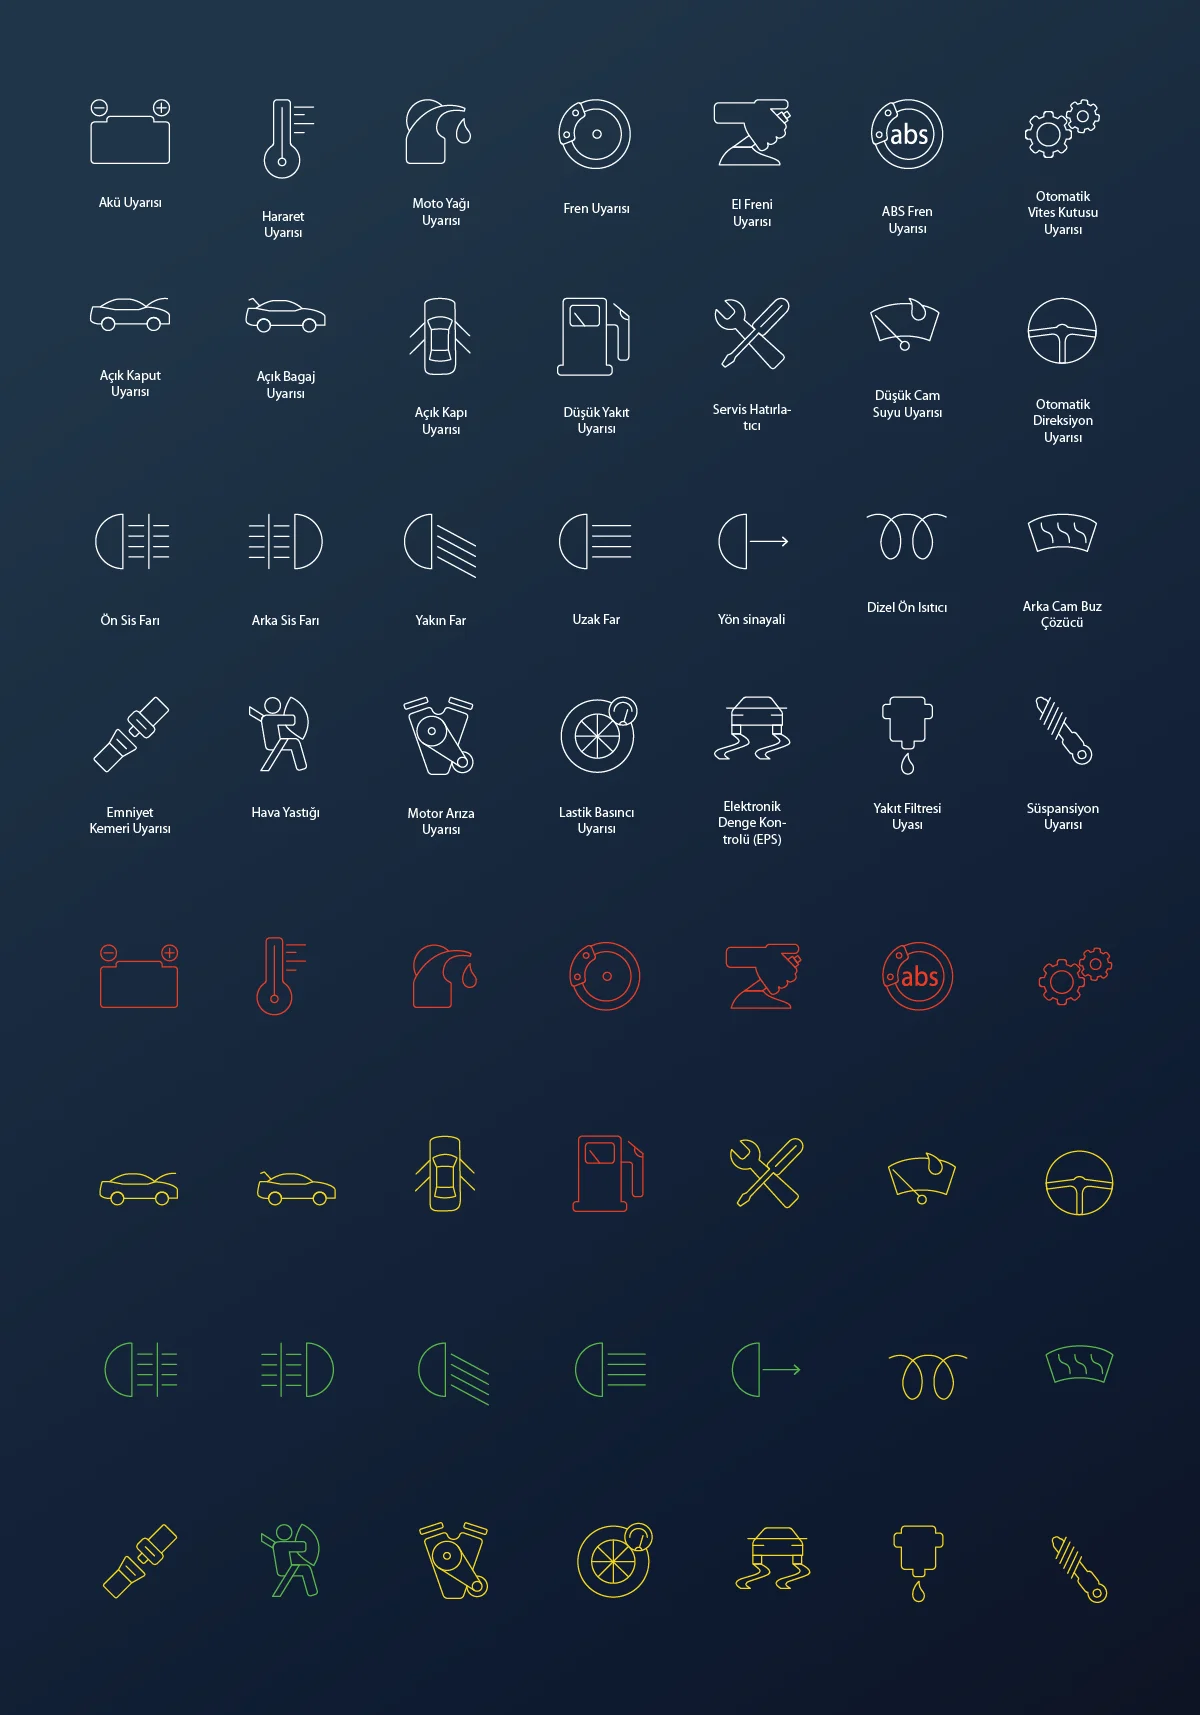 Akü Uyarısı
Hararet
Uyarısı
Moto Yağı
Uyarısı
Fren Uyarısı
El Freni
Uyarısı
abs
ABS Fren
Uyarısı
Otomatik
Vites Kutusu
Uyarısı
Açık Kaput
Uyarısı
Açık Bagaj
Uyarısı
Açık Kapı
Uyarısı
Düşük Yakıt
Uyarısı
Servis Hatırla-
tıcı
Düşük Cam
Suyu Uyarısı
Otomatik
Direksiyon
Uyarısı
Ön Sis Farı
Arka Sis Farı
Yakın Far
Uzak Far
Yön sinayali
Dizel Ön Isıtıcı
Arka Cam Buz
Çözücü
Emniyet
Kemeri Uyarısı
Hava Yastığı
Motor Arıza
Uyarısı
Lastik Basıncı
Uyarısı
Elektronik
Denge Kon-
trolü (EPS)
Yakıt Filtresi
Uyası
Süspansiyon
Uyarısı
abs